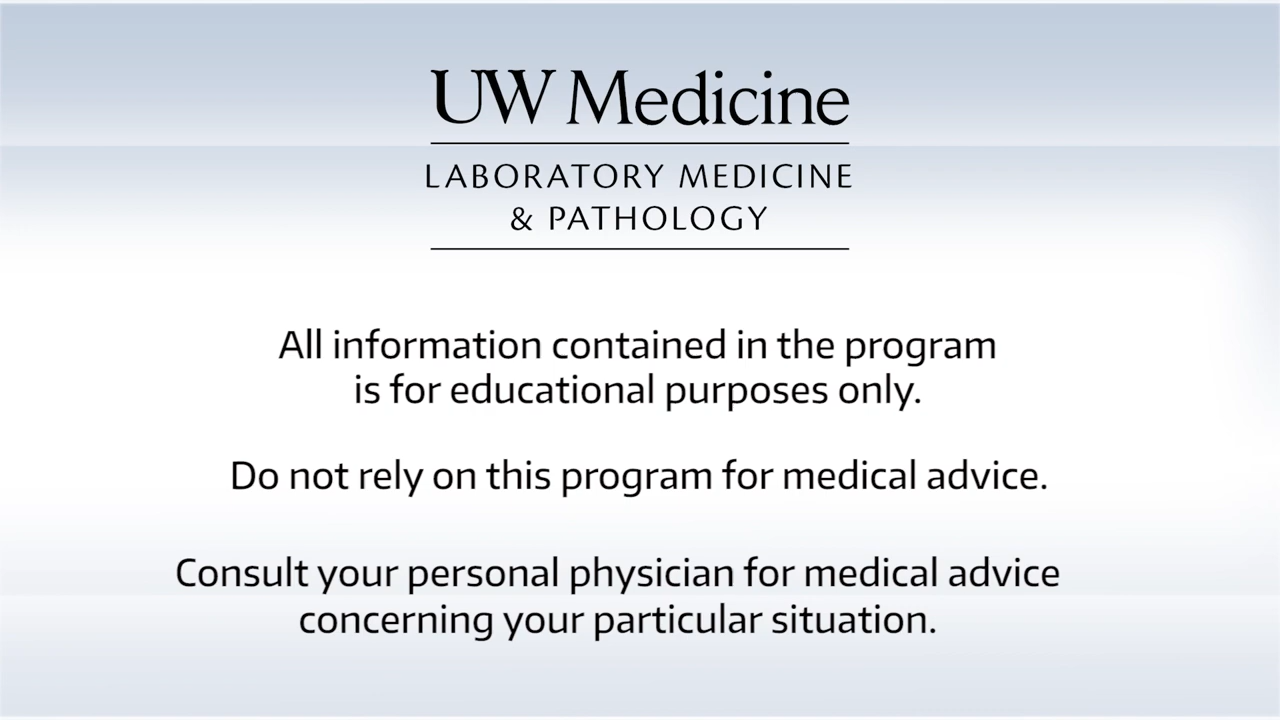 UW Medicine
LABORATORY MEDICINE
& PATHOLOGY
All information contained in the program
is for educational purposes only.
Do not rely on this program for medical advice.
Consult your personal physician for medical advice
concerning your particular situation.